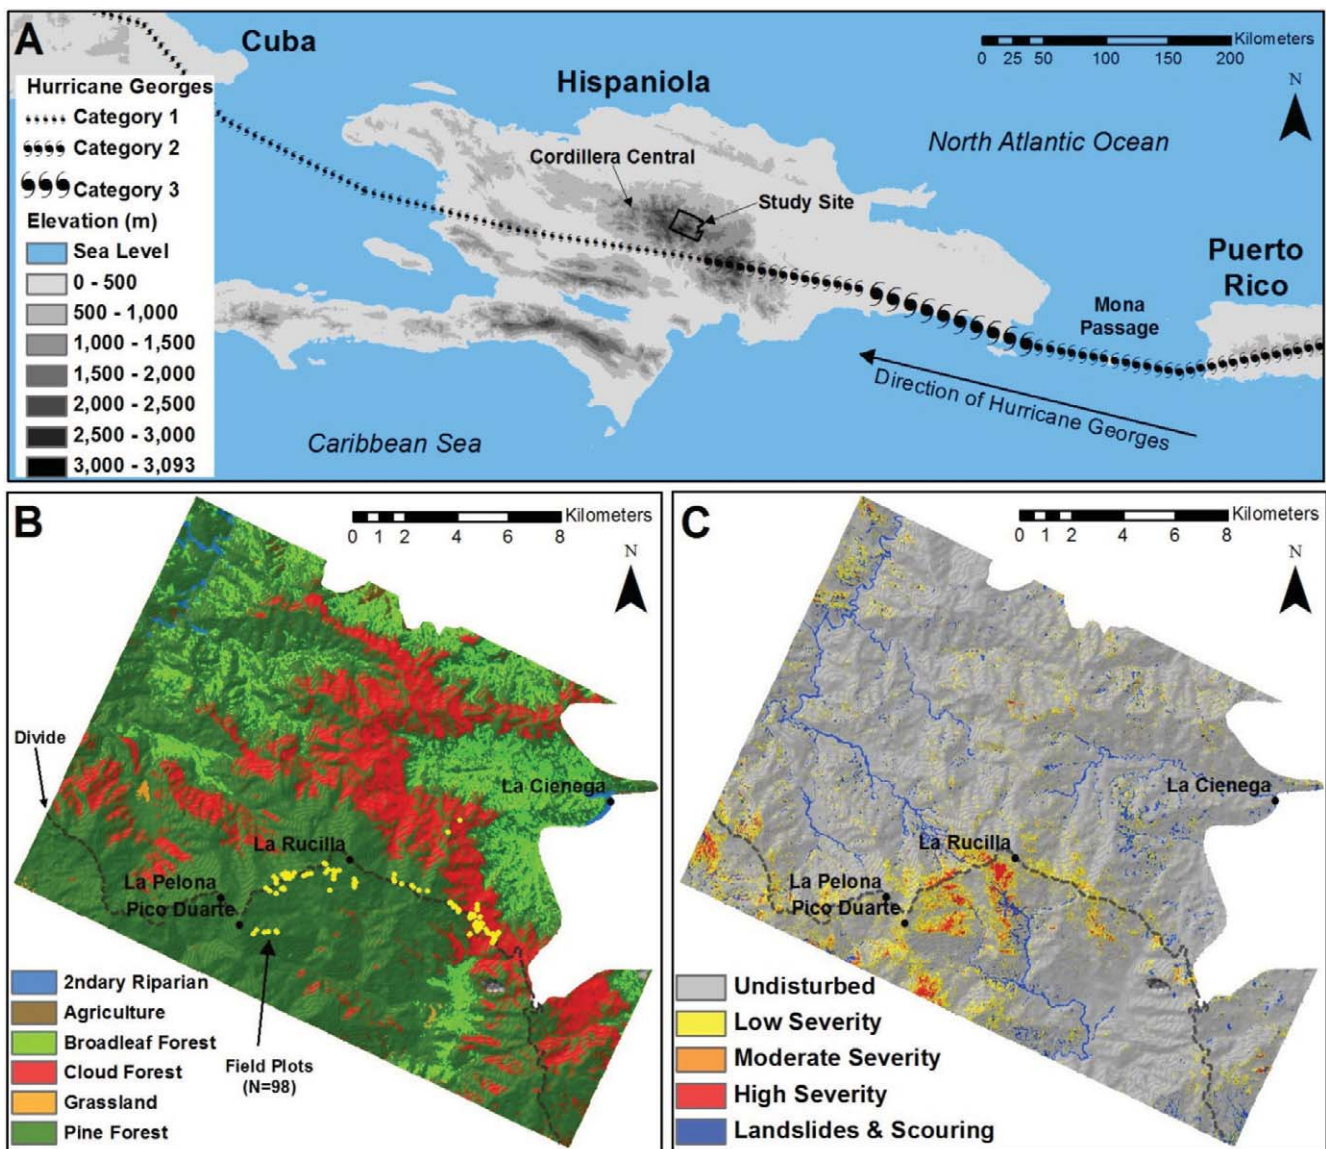 A
Cuba
Hispaniola
Kilometers
0 25 50 100 150 200
N
North Atlantic Ocean
Hurricane Georges
Category 1
Category 2
Category 3
Elevation (m)
Sea Level
0 - 500
500 - 1,000
1,000 - 1,500
1,500 - 2,000
2,000 - 2,500
2,500 - 3,000
3,000 - 3,093
Cordillera Central
Study Site
Puerto
Rico
Mona
Passage
Direction of Hurricane Georges
Caribbean Sea
B
Kilometers
0 1 2 4 6 8
N
Divide
La Cienega
La Rucilla
La Pelona
Pico Duarte
2ndary Riparian
Agriculture
Broadleaf Forest
Cloud Forest
Grassland
Pine Forest
Field Plots
(N=98)
C
Kilometers
0 1 2 4 6 8
N
La Cienega
La Rucilla
La Pelona
Pico Duarte
Undisturbed
Low Severity
Moderate Severity
High Severity
Landslides & Scouring